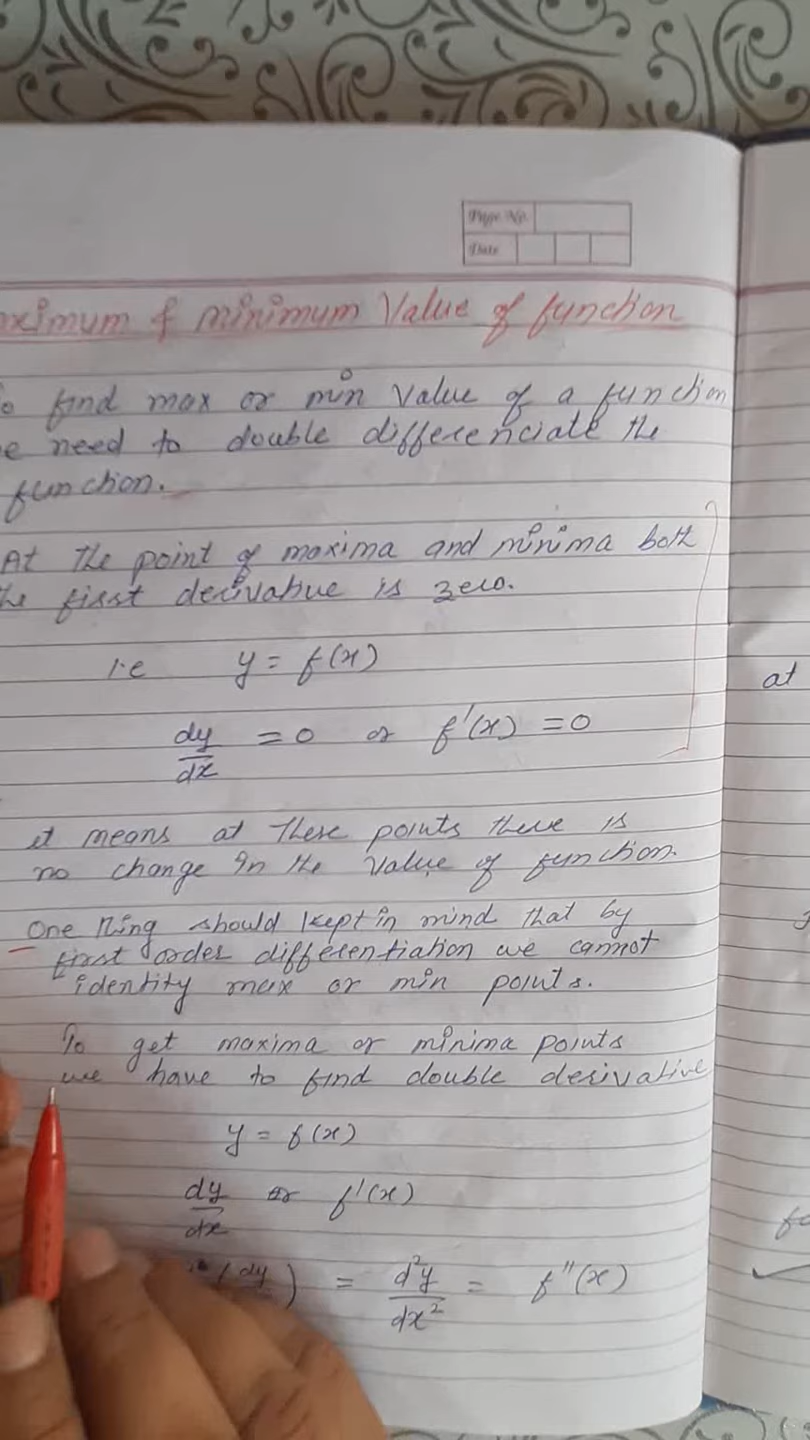 Page No.
Date
ximum & minimum Value of function
o find max or min Value of a function
e need to double differenciate the
function.
At the point of maxima and minima both
he first derivative is zero.
i.e y = f(x)
dy/dx = 0 or f'(x) = 0
it means at these points there is
no change in the value of function.
One thing should kept in mind that by
first order differentiation we cannot
identity max or min points.
To get maxima or minima points
we have to find double derivative
y = f(x)
dy/dx or f'(x)
(dy ) = d²y/dx² = f''(x)
at